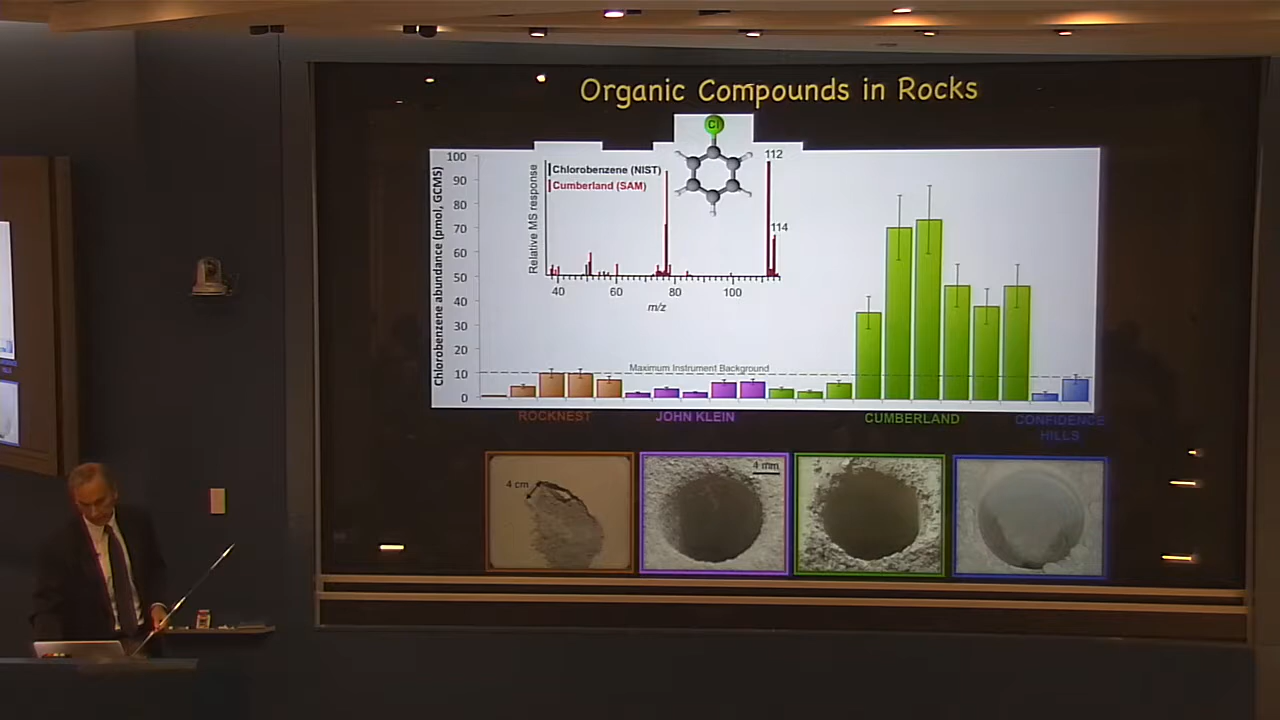 Organic Compounds in Rocks
Cl
Chlorobenzene abundance (pmol, GCMS)
100
90
80
70
60
50
40
30
20
10
0
Relative MS response
Chlorobenzene (NIST)
Cumberland (SAM)
112
114
40 60 80 100
m/z
Maximum Instrument Background
ROCKNEST JOHN KLEIN CUMBERLAND CONFIDENCE
HILLS
4 cm
4 mm